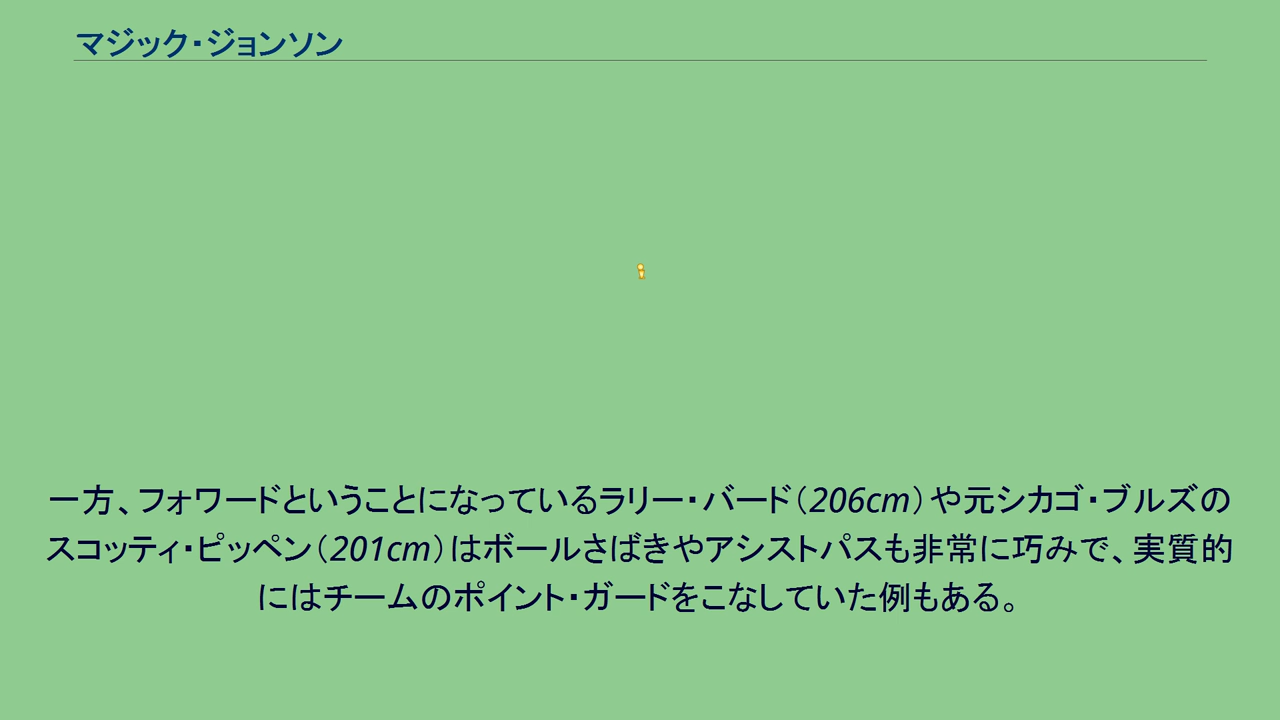 マジック・ジョンソン
一方、フォワードということになっているラリー・バード（206cm）や元シカゴ・ブルズの
スコッティ・ピッペン（201cm）はボールさばきやアシストパスも非常に巧みで、実質的
にはチームのポイント・ガードをこなしていた例もある。